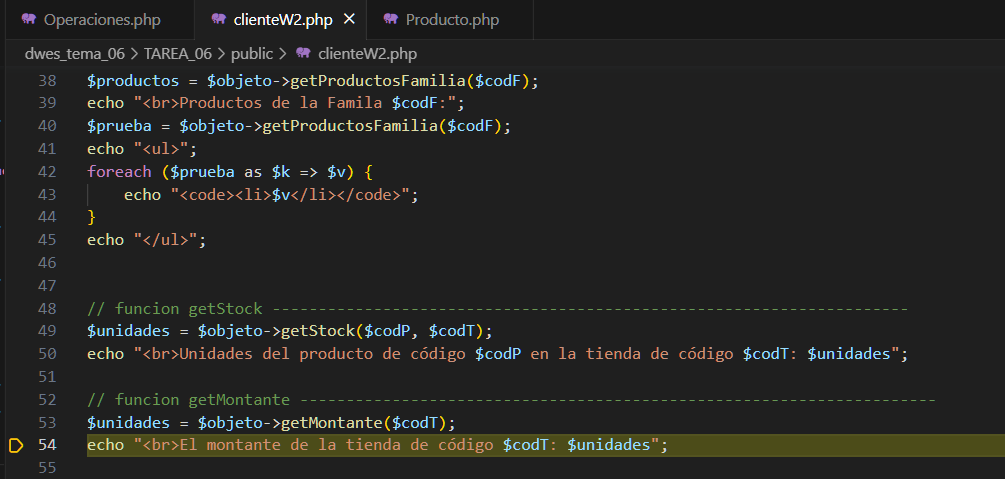 Operaciones.php clienteW2.php × Producto.php
dwes_tema_06 > TAREA_06 > public > clienteW2.php
38 $productos = $objeto->getProductosFamilia($codF);
39 echo "<br>Productos de la Famila $codF:";
40 $prueba = $objeto->getProductosFamilia($codF);
41 echo "<ul>";
42 foreach ($prueba as $k => $v) {
43     echo "<code><li>$v</li></code>";
44 }
45 echo "</ul>";
46
47
48 // funcion getStock ----------------------------------------------------------------------
49 $unidades = $objeto->getStock($codP, $codT);
50 echo "<br>Unidades del producto de código $codP en la tienda de código $codT: $unidades";
51
52 // funcion getMontante ----------------------------------------------------------------------
53 $unidades = $objeto->getMontante($codT);
54 echo "<br>El montante de la tienda de código $codT: $unidades";
55